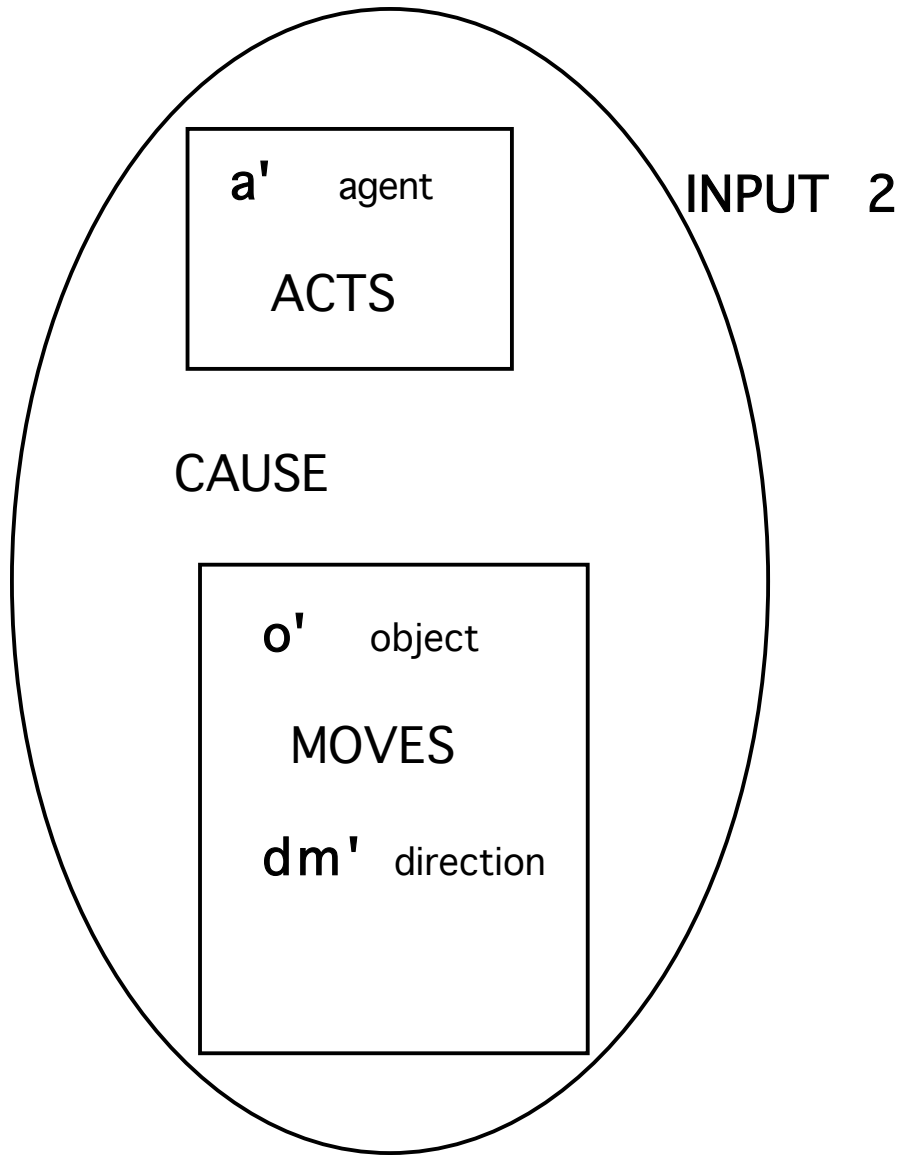 a' agent
INPUT 2
ACTS
CAUSE
o' object
MOVES
dm' direction